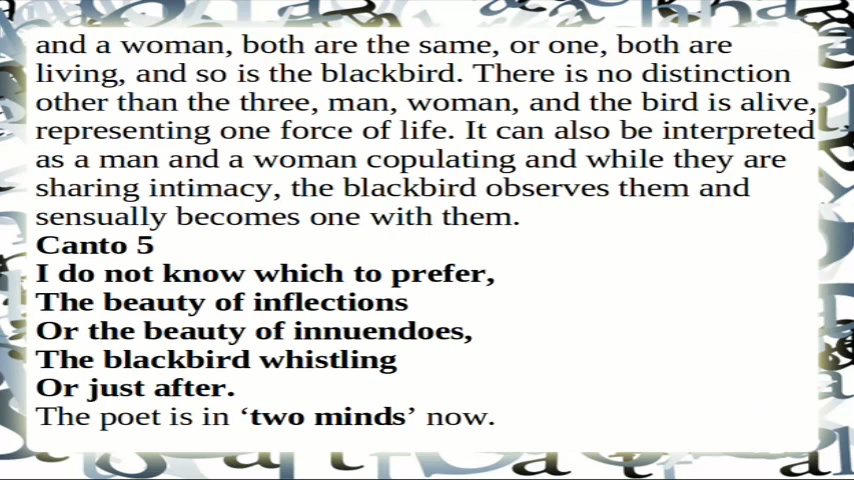 and a woman, both are the same, or one, both are
living, and so is the blackbird. There is no distinction
other than the three, man, woman, and the bird is alive,
representing one force of life. It can also be interpreted
as a man and a woman copulating and while they are
sharing intimacy, the blackbird observes them and
sensually becomes one with them.
Canto 5
I do not know which to prefer,
The beauty of inflections
Or the beauty of innuendoes,
The blackbird whistling
Or just after.
The poet is in ‘two minds’ now.